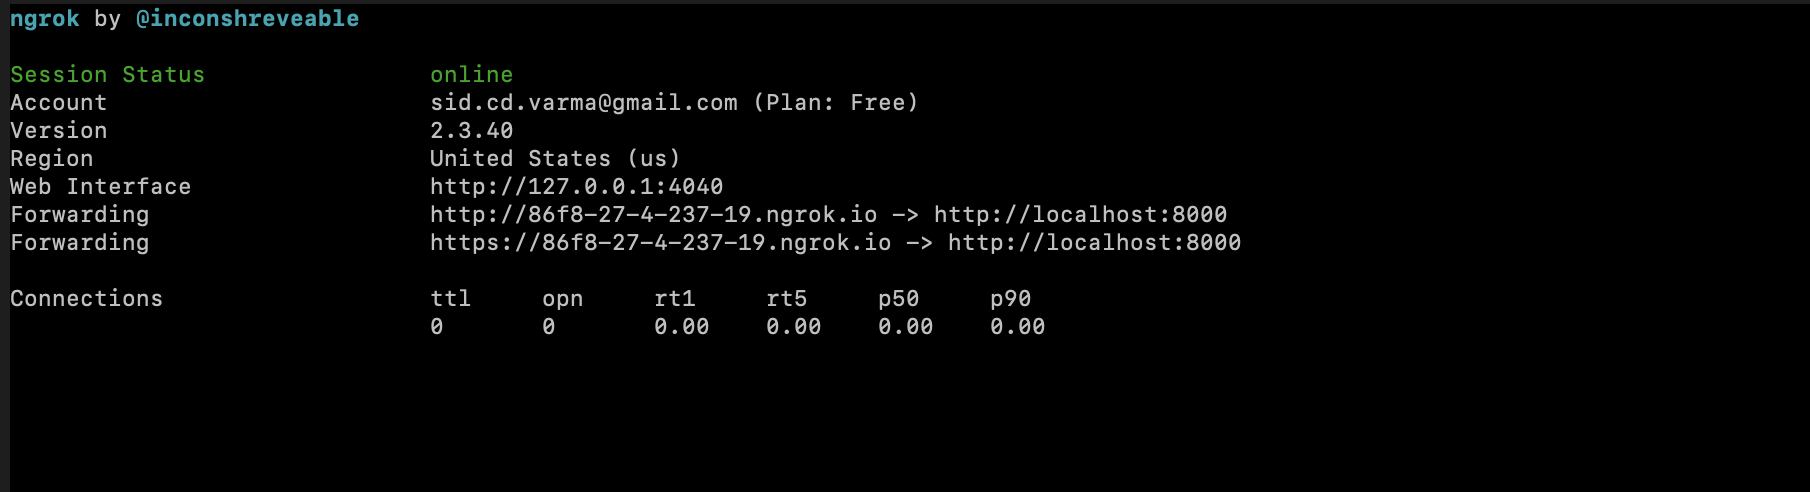 ngrok by @inconshreveable
Session Status online
Account sid.cd.varma@gmail.com (Plan: Free)
Version 2.3.40
Region United States (us)
Web Interface http://127.0.0.1:4040
Forwarding http://86f8-27-4-237-19.ngrok.io -> http://localhost:8000
Forwarding https://86f8-27-4-237-19.ngrok.io -> http://localhost:8000
Connections ttl opn rt1 rt5 p50 p90
0 0 0.00 0.00 0.00 0.00